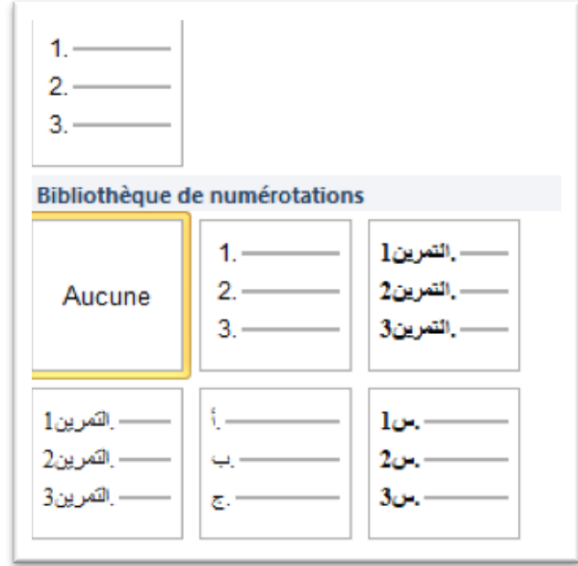 1.
2.
3.
Bibliothèque de numérotations
Aucune
1.
2.
3.
التمرين1.
التمرين2.
التمرين3.
التمرين1.
التمرين2.
التمرين3.
أ.
ب.
ج.
س1.
س2.
س3.